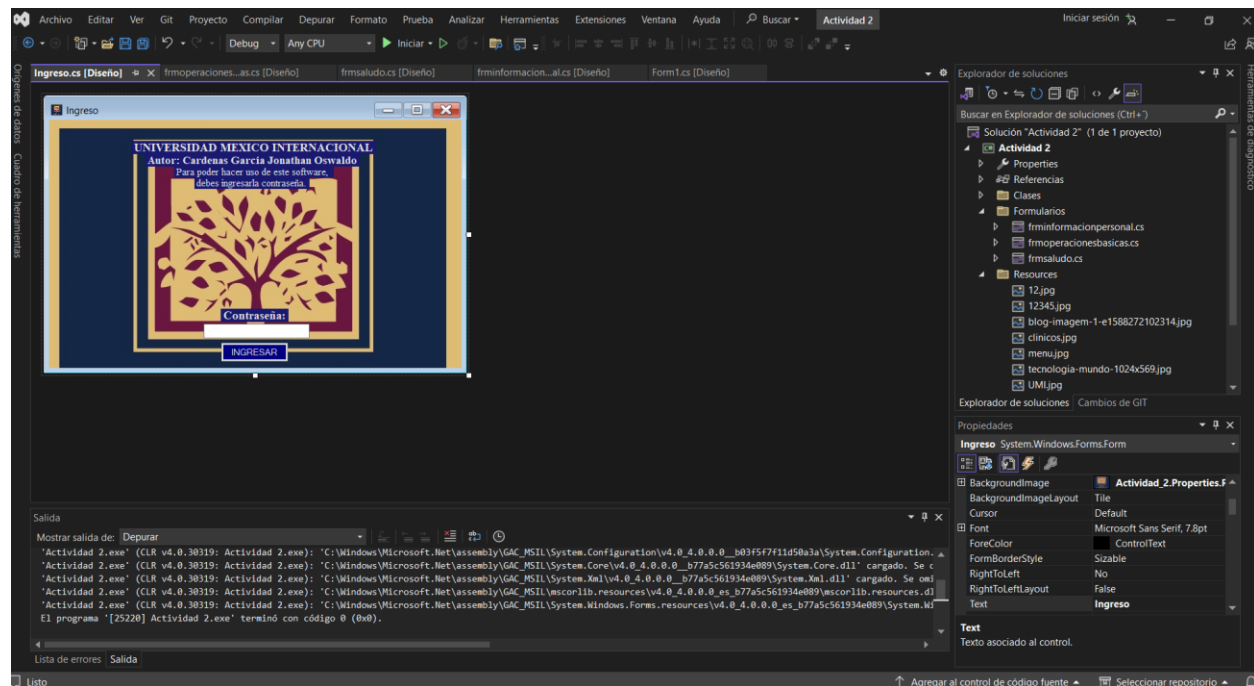 Archivo Editar Ver Git Proyecto Compilar Depurar Formato Prueba Analizar Herramientas Extensiones Ventana Ayuda Buscar Actividad 2 Iniciar sesión
Debug Any CPU Iniciar
Ingreso.cs [Diseño] frmoperaciones...as.cs [Diseño] frmsaludo.cs [Diseño] frminformacion...al.cs [Diseño] Form1.cs [Diseño]
Orígenes de datos
Cuadro de herramientas
Ingreso
UNIVERSIDAD MEXICO INTERNACIONAL
Autor: Cardenas Garcia Jonathan Oswaldo
Para poder hacer uso de este software,
debes ingresarla contraseña.
Contraseña:
INGRESAR
Explorador de soluciones
Buscar en Explorador de soluciones (Ctrl+´)
Solución "Actividad 2" (1 de 1 proyecto)
Actividad 2
Properties
Referencias
Clases
Formularios
frminformacionpersonal.cs
frmoperacionesbasicas.cs
frmsaludo.cs
Resources
12.jpg
12345.jpg
blog-imagem-1-e1588272102314.jpg
clinicos.jpg
menu.jpg
tecnologia-mundo-1024x569.jpg
UMI.jpg
Explorador de soluciones Cambios de GIT
Herramientas de diagnóstico
Propiedades
Ingreso System.Windows.Forms.Form
BackgroundImage Actividad_2.Properties.F
BackgroundImageLayout Tile
Cursor Default
Font Microsoft Sans Serif, 7.8pt
ForeColor ControlText
FormBorderStyle Sizable
RightToLeft No
RightToLeftLayout False
Text Ingreso
Text
Texto asociado al control.
Salida
Mostrar salida de: Depurar
'Actividad 2.exe' (CLR v4.0.30319: Actividad 2.exe): 'C:\Windows\Microsoft.Net\assembly\GAC_MSIL\System.Configuration\v4.0_4.0.0.0__b03f5f7f11d50a3a\System.Configuration.
'Actividad 2.exe' (CLR v4.0.30319: Actividad 2.exe): 'C:\Windows\Microsoft.Net\assembly\GAC_MSIL\System.Core\v4.0_4.0.0.0__b77a5c561934e089\System.Core.dll' cargado. Se o
'Actividad 2.exe' (CLR v4.0.30319: Actividad 2.exe): 'C:\Windows\Microsoft.Net\assembly\GAC_MSIL\System.Xml\v4.0_4.0.0.0__b77a5c561934e089\System.Xml.dll' cargado. Se omi
'Actividad 2.exe' (CLR v4.0.30319: Actividad 2.exe): 'C:\Windows\Microsoft.Net\assembly\GAC_MSIL\mscorlib.resources\v4.0_4.0.0.0_es_b77a5c561934e089\mscorlib.resources.dl
'Actividad 2.exe' (CLR v4.0.30319: Actividad 2.exe): 'C:\Windows\Microsoft.Net\assembly\GAC_MSIL\System.Windows.Forms.resources\v4.0_4.0.0.0_es_b77a5c561934e089\System.Wi
El programa '[25220] Actividad 2.exe' terminó con código 0 (0x0).
Lista de errores Salida
Listo Agregar al control de código fuente Seleccionar repositorio